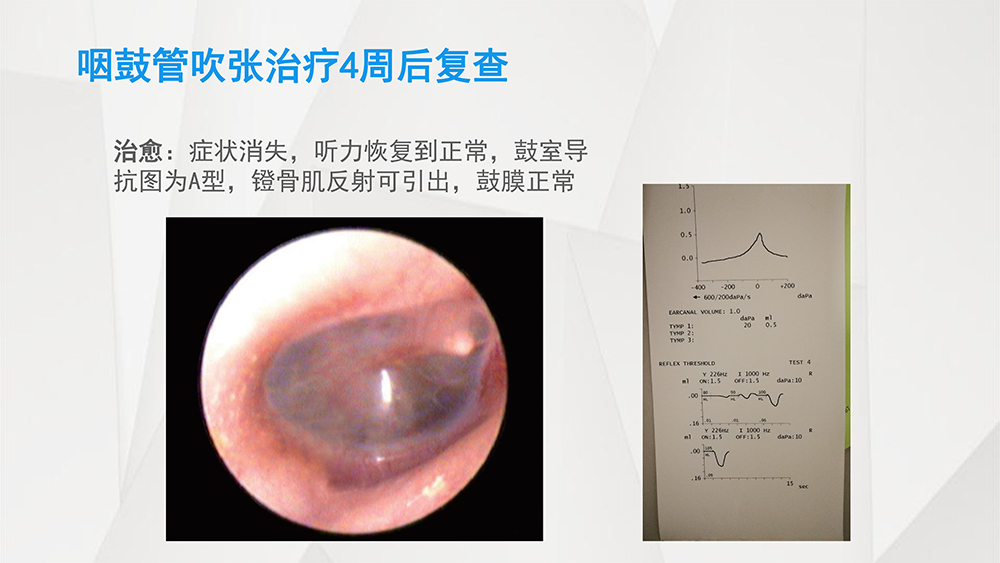 咽鼓管吹张治疗4周后复查
治愈：症状消失，听力恢复到正常，鼓室导
抗图为A型，镫骨肌反射可引出，鼓膜正常
1.5
1.0
0.5
0.0
-400 -200 0 +200
← 600/200daPa/s daPa
EARCANAL VOLUME: 1.0
daPa ml
TYMP 1: 20 0.5
TYMP 2:
TYMP 3:
REFLEX THRESHOLD TEST 4
Y 226Hz I 1000 Hz R
ml ON:1.5 OFF:1.5 daPa:10
.00
.16
Y 226Hz I 1000 Hz R
ml ON:1.5 OFF:1.5 daPa:10
.00
.16
15 sec